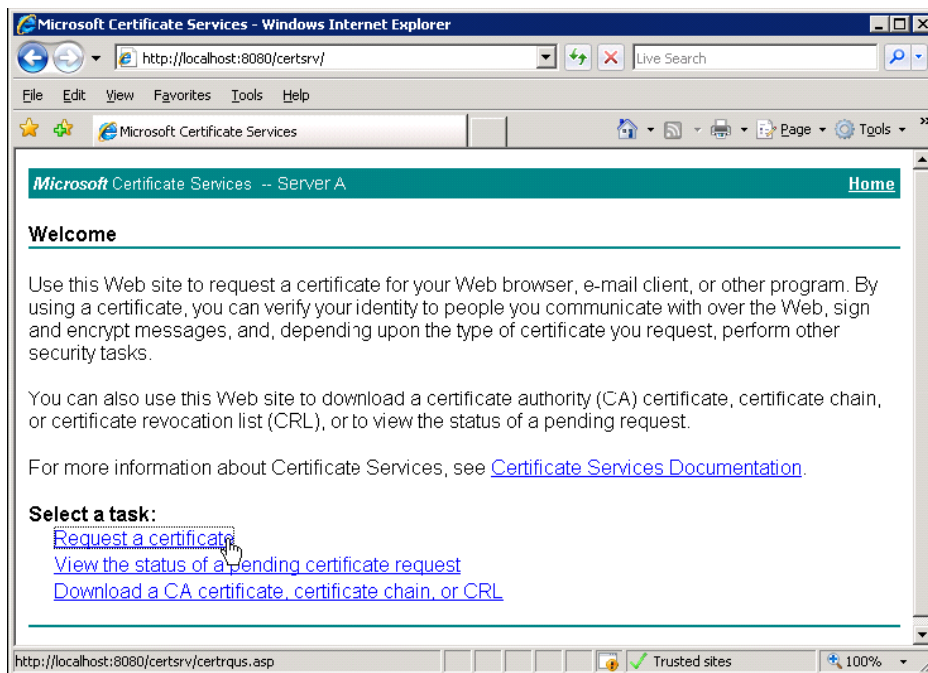 Microsoft Certificate Services - Windows Internet Explorer
http://localhost:8080/certsrv/
Live Search
File Edit View Favorites Tools Help
Microsoft Certificate Services
Page Tools »
Microsoft Certificate Services -- Server A Home
Welcome
Use this Web site to request a certificate for your Web browser, e-mail client, or other program. By
using a certificate, you can verify your identity to people you communicate with over the Web, sign
and encrypt messages, and, depending upon the type of certificate you request, perform other
security tasks.
You can also use this Web site to download a certificate authority (CA) certificate, certificate chain,
or certificate revocation list (CRL), or to view the status of a pending request.
For more information about Certificate Services, see Certificate Services Documentation.
Select a task:
Request a certificate
View the status of a pending certificate request
Download a CA certificate, certificate chain, or CRL
http://localhost:8080/certsrv/certrqus.asp
Trusted sites
100%